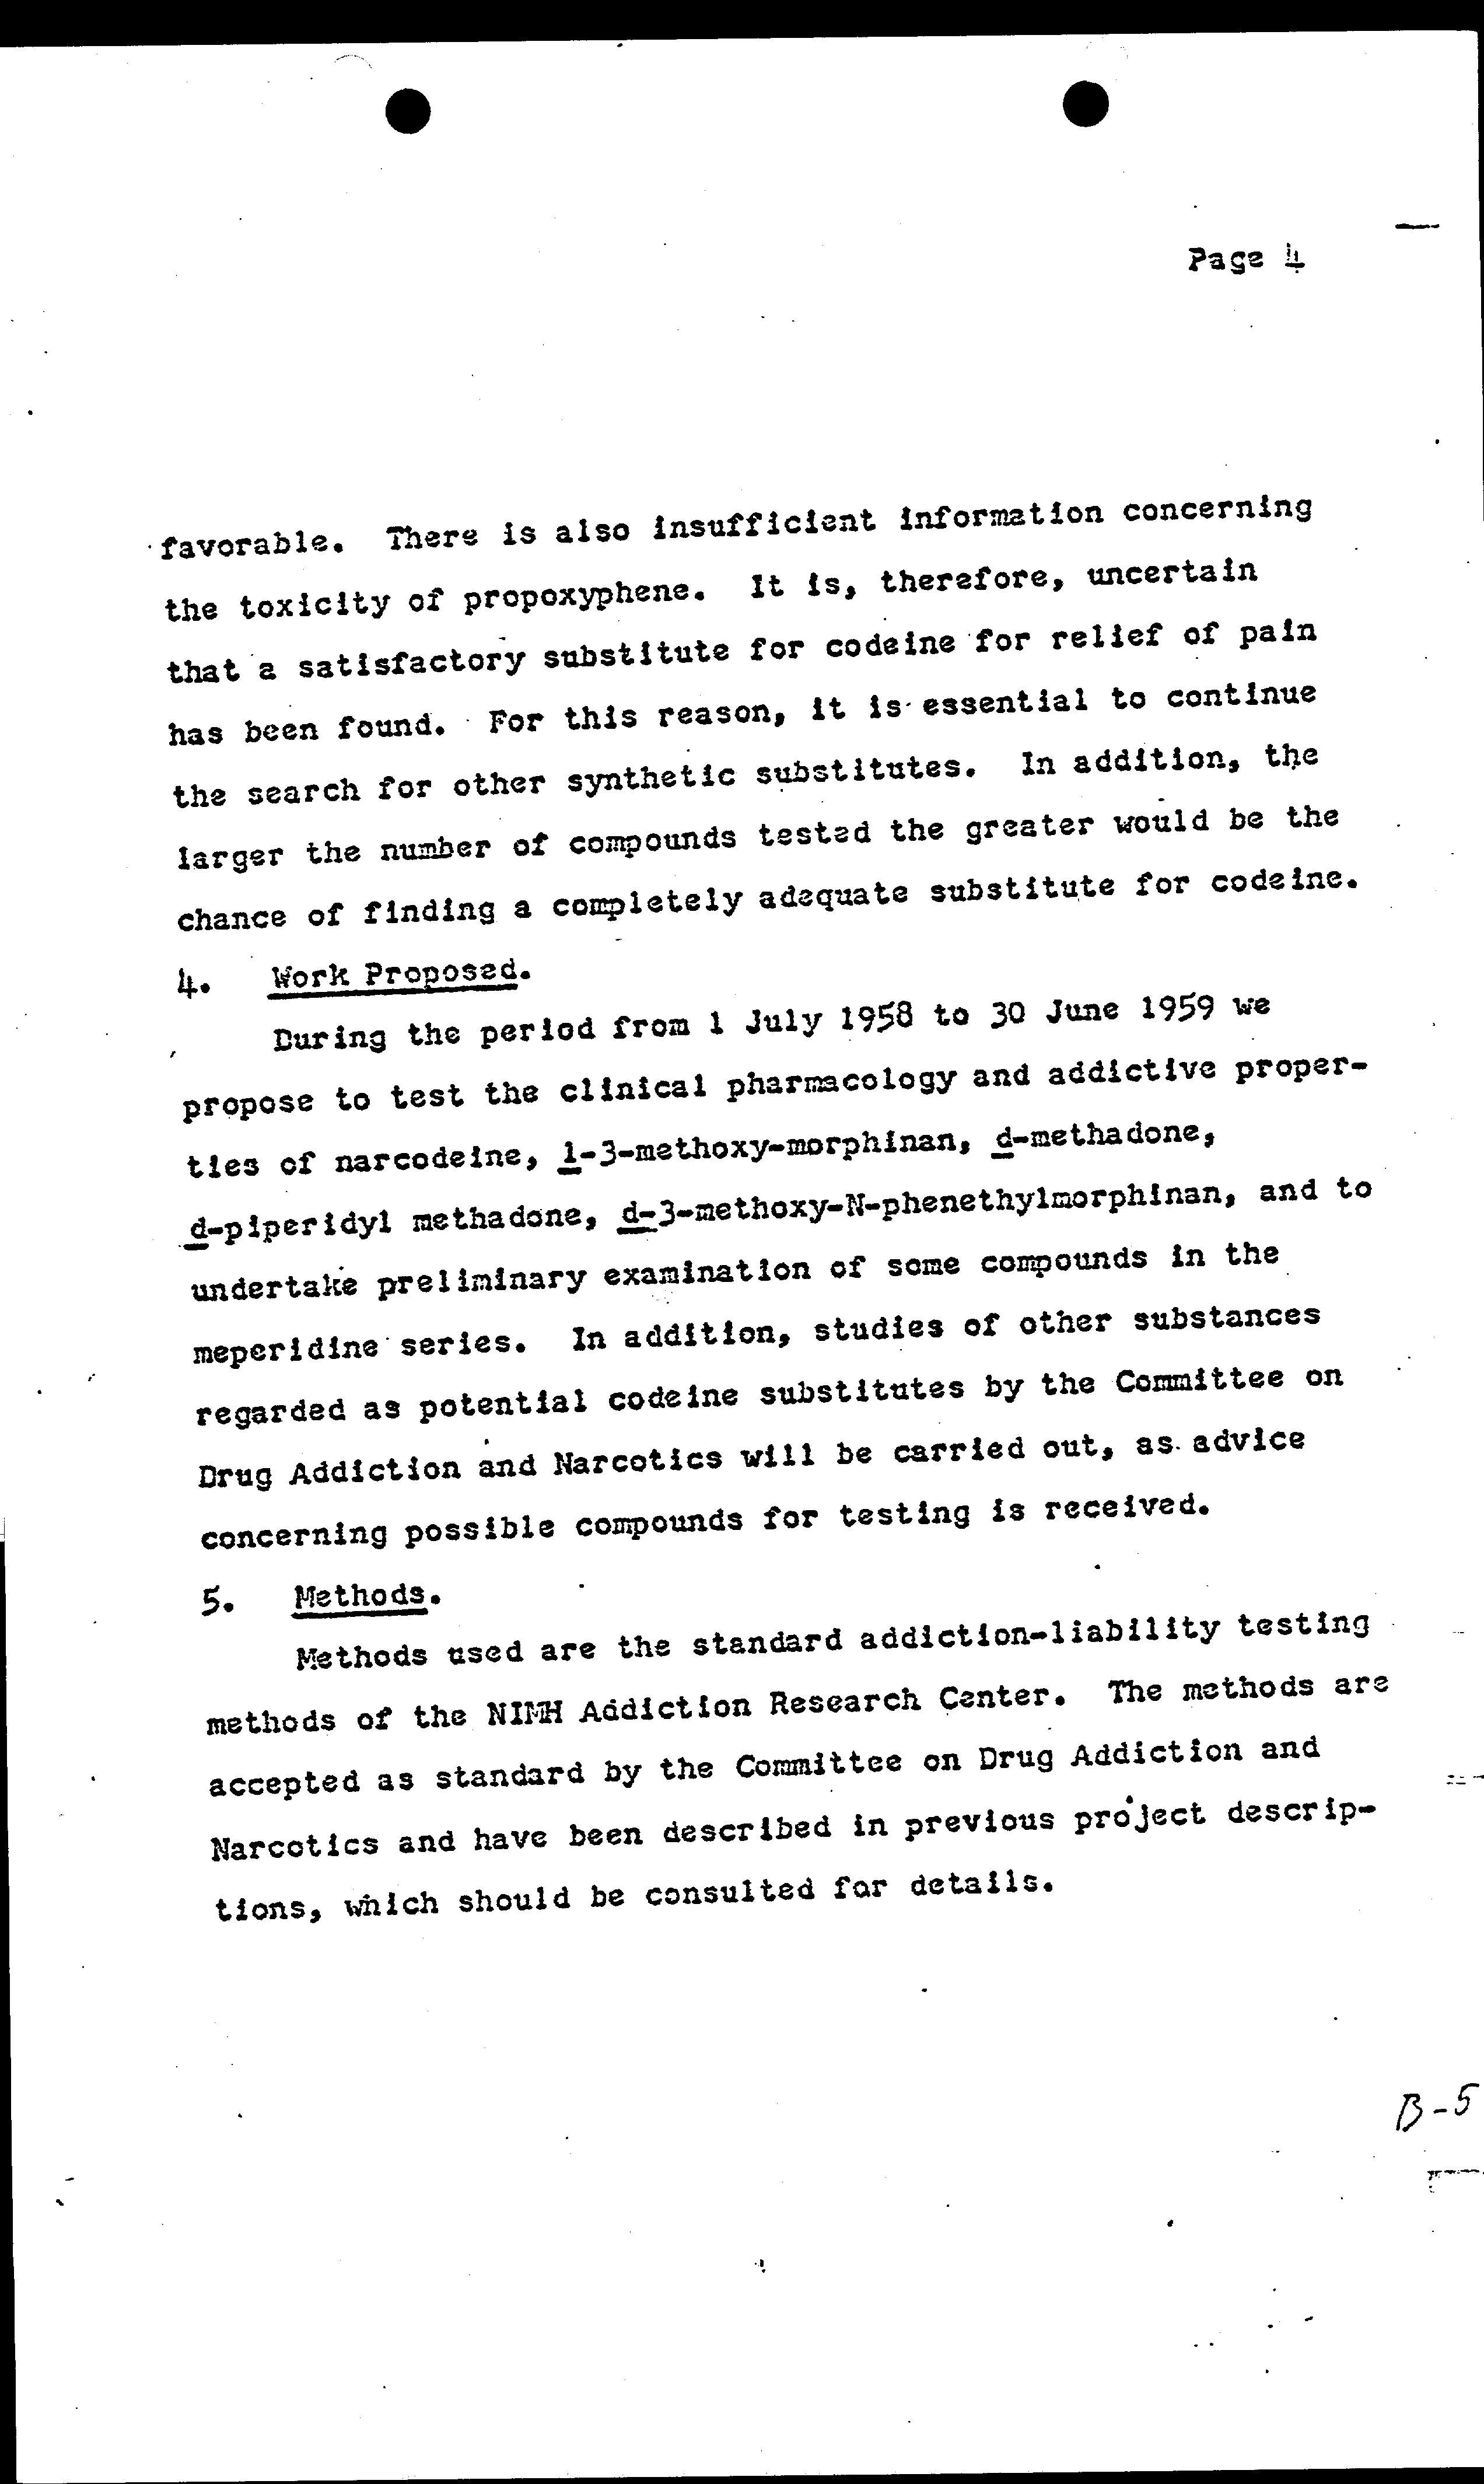 Page 4
favorable. There is also insufficient information concerning
the toxicity of propoxyphene. It is, therefore, uncertain
that a satisfactory substitute for codeine for relief of pain
has been found. For this reason, it is essential to continue
the search for other synthetic substitutes. In addition, the
larger the number of compounds tested the greater would be the
chance of finding a completely adequate substitute for codeine.
4. Work Proposed.
During the period from 1 July 1958 to 30 June 1959 we
propose to test the clinical pharmacology and addictive proper-
ties of narcodeine, l-3-methoxy-morphinan, d-methadone,
d-piperidyl methadone, d-3-methoxy-N-phenethylmorphinan, and to
undertake preliminary examination of some compounds in the
meperidine series. In addition, studies of other substances
regarded as potential codeine substitutes by the Committee on
Drug Addiction and Narcotics will be carried out, as advice
concerning possible compounds for testing is received.
5. Methods.
Methods used are the standard addiction-liability testing
methods of the NIMH Addiction Research Center. The methods are
accepted as standard by the Committee on Drug Addiction and
Narcotics and have been described in previous project descrip-
tions, which should be consulted for details.
B-5